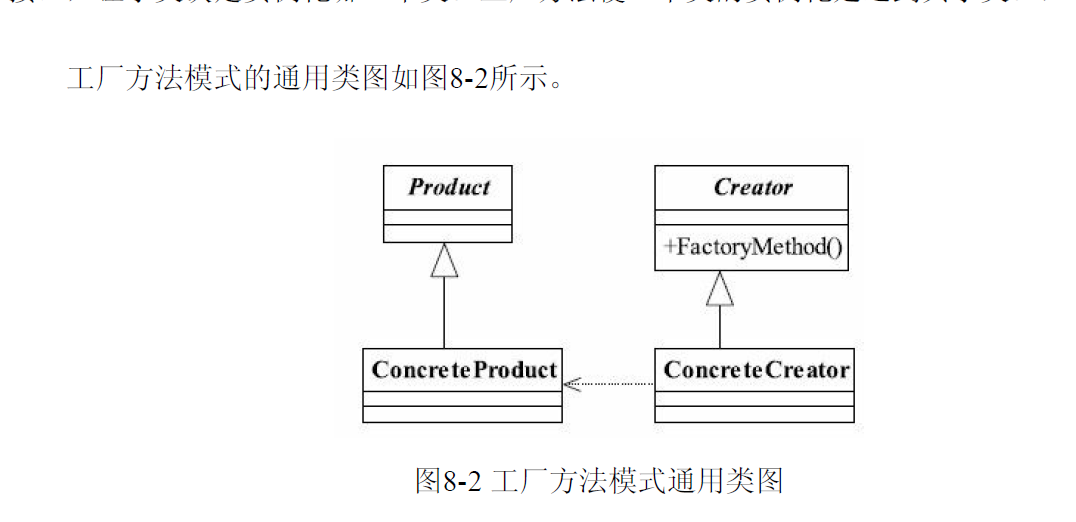 工厂方法模式的通用类图如图8-2所示。
Product
Creator
+FactoryMethod()
ConcreteProduct
ConcreteCreator
图8-2 工厂方法模式通用类图